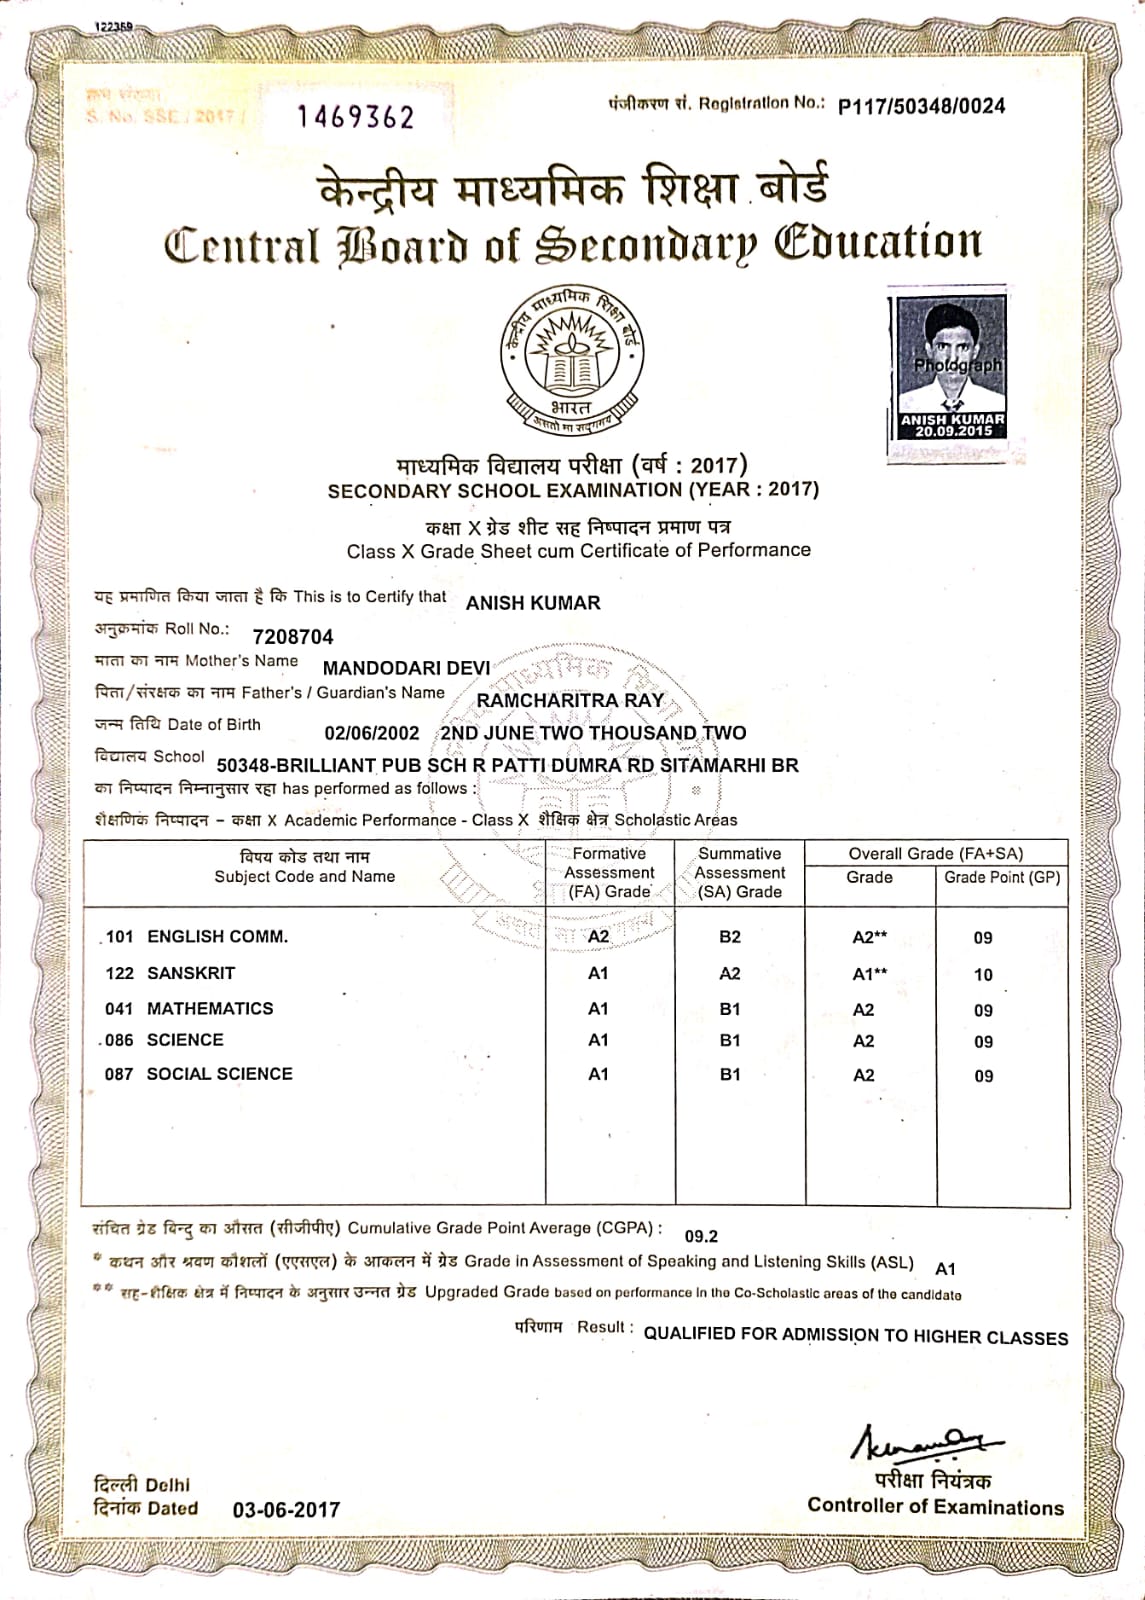 122369
क्रम संख्या
S. No. SSE / 2017 / 1469362
पंजीकरण सं. Registration No.: P117/50348/0024
केन्द्रीय माध्यमिक शिक्षा बोर्ड
Central Board of Secondary Education
केन्द्रीय माध्यमिक शिक्षा बोर्ड
भारत
असतो मा सद्गमय
Photograph
ANISH KUMAR
20.09.2015
माध्यमिक विद्यालय परीक्षा (वर्ष : 2017)
SECONDARY SCHOOL EXAMINATION (YEAR : 2017)
कक्षा X ग्रेड शीट सह निष्पादन प्रमाण पत्र
Class X Grade Sheet cum Certificate of Performance
यह प्रमाणित किया जाता है कि This is to Certify that ANISH KUMAR
अनुक्रमांक Roll No.: 7208704
माता का नाम Mother's Name MANDODARI DEVI
पिता/संरक्षक का नाम Father's / Guardian's Name RAMCHARITRA RAY
जन्म तिथि Date of Birth 02/06/2002 2ND JUNE TWO THOUSAND TWO
विद्यालय School 50348-BRILLIANT PUB SCH R PATTI DUMRA RD SITAMARHI BR
का निष्पादन निम्नानुसार रहा has performed as follows :
शैक्षणिक निष्पादन – कक्षा X Academic Performance - Class X शैक्षिक क्षेत्र Scholastic Areas
विषय कोड तथा नाम
Subject Code and Name
Formative
Assessment
(FA) Grade
Summative
Assessment
(SA) Grade
Overall Grade (FA+SA)
Grade Grade Point (GP)
101 ENGLISH COMM. A2 B2 A2** 09
122 SANSKRIT A1 A2 A1** 10
041 MATHEMATICS A1 B1 A2 09
086 SCIENCE A1 B1 A2 09
087 SOCIAL SCIENCE A1 B1 A2 09
संचित ग्रेड बिन्दु का औसत (सीजीपीए) Cumulative Grade Point Average (CGPA) : 09.2
* कथन और श्रवण कौशलों (एएसएल) के आकलन में ग्रेड Grade in Assessment of Speaking and Listening Skills (ASL) A1
** सह-शैक्षिक क्षेत्र में निष्पादन के अनुसार उन्नत ग्रेड Upgraded Grade based on performance in the Co-Scholastic areas of the candidate
परिणाम Result : QUALIFIED FOR ADMISSION TO HIGHER CLASSES
परीक्षा नियंत्रक
Controller of Examinations
दिल्ली Delhi
दिनांक Dated 03-06-2017